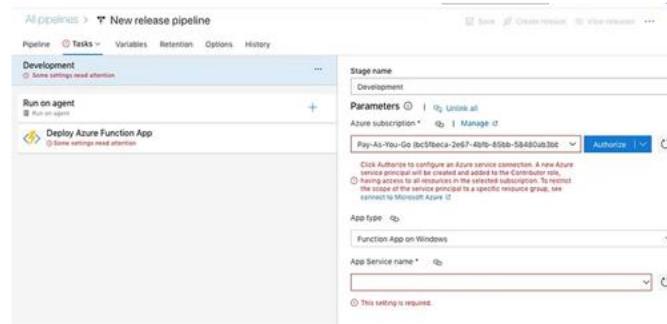 All pipelines > New release pipeline
Save Create release View releases ...
Pipeline Tasks Variables Retention Options History
Development
Some settings need attention
...
Run on agent
Run on agent
+
Deploy Azure Function App
Some settings need attention
Stage name
Development
Parameters | Unlink all
Azure subscription * | Manage
Pay-As-You-Go Authorize
Click Authorize to configure an Azure service connection. A new Azure
service principal will be created and added to the Contributor role,
having access to all resources in the selected subscription. To restrict
the scope of the service principal to a specific resource group, see
connect to Microsoft Azure
App type
Function App on Windows
App Service name *
This setting is required.